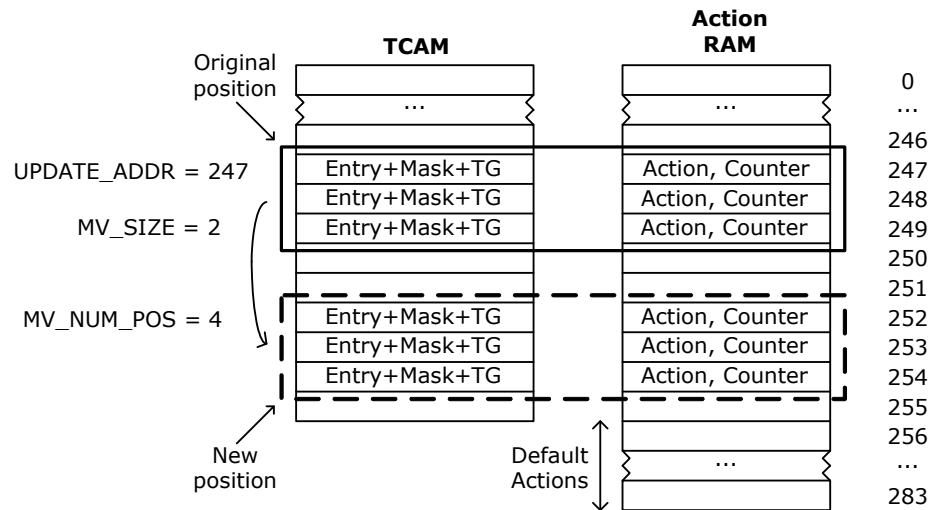 Action
RAM
TCAM
Original
position
0
...
...
...
246
UPDATE_ADDR = 247
Entry+Mask+TG
Action, Counter
247
Entry+Mask+TG
Action, Counter
248
MV_SIZE = 2
Entry+Mask+TG
Action, Counter
249
250
251
MV_NUM_POS = 4
Entry+Mask+TG
Action, Counter
252
Entry+Mask+TG
Action, Counter
253
Entry+Mask+TG
Action, Counter
254
255
256
New
position
Default
Actions
...
...
283